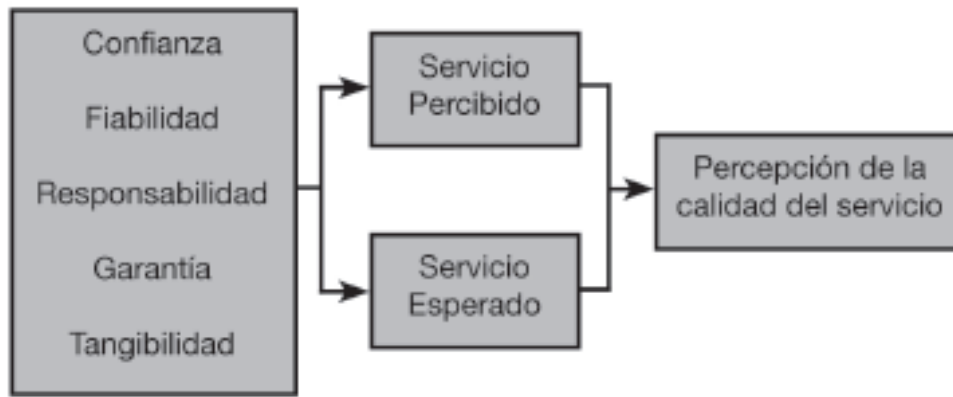 Confianza
Fiabilidad
Responsabilidad
Garantía
Tangibilidad
Servicio
Percibido
Servicio
Esperado
Percepción de la
calidad del servicio